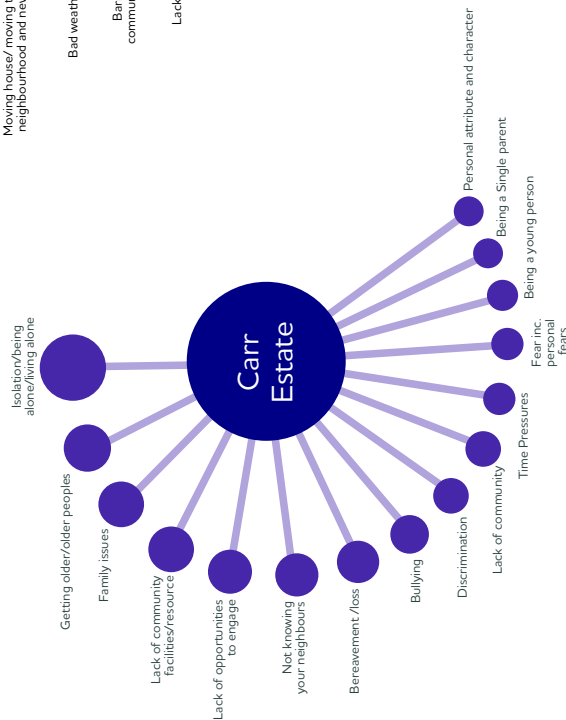 Moving house/ moving t
neighbourhood and nev
Bad weath
Bar
commu
Lack
Isolation/being
alone/living alone
Getting older/older peoples
Family issues
Lack of community
facilities/resource
Lack of opportunities
to engage
Not knowing
your neighbours
Bereavement /loss
Bullying
Discrimination
Lack of community
Time Pressures
Fear inc.
personal
fears
Being a young person
Being a Single parent
Personal attribute and character
Carr
Estate